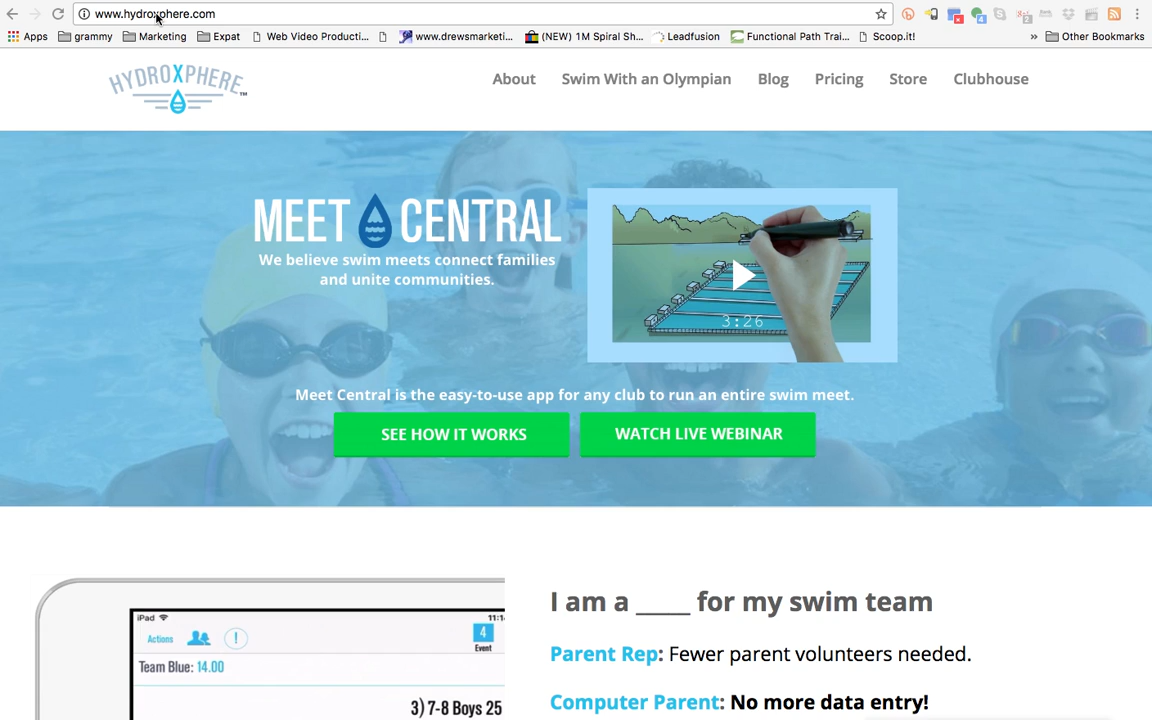 www.hydroxphere.com
Apps grammy Marketing Expat Web Video Producti... www.drewsmarketi... (NEW) 1M Spiral Sh... Leadfusion Functional Path Trai... Scoop.it! » Other Bookmarks
HYDROXPHERE™
About Swim With an Olympian Blog Pricing Store Clubhouse
MEET CENTRAL
We believe swim meets connect families
and unite communities.
3:26
Meet Central is the easy-to-use app for any club to run an entire swim meet.
SEE HOW IT WORKS WATCH LIVE WEBINAR
iPad
Actions ! 4
Event
Team Blue: 14.00
3) 7-8 Boys 25
I am a _____ for my swim team
Parent Rep: Fewer parent volunteers needed.
Computer Parent: No more data entry!